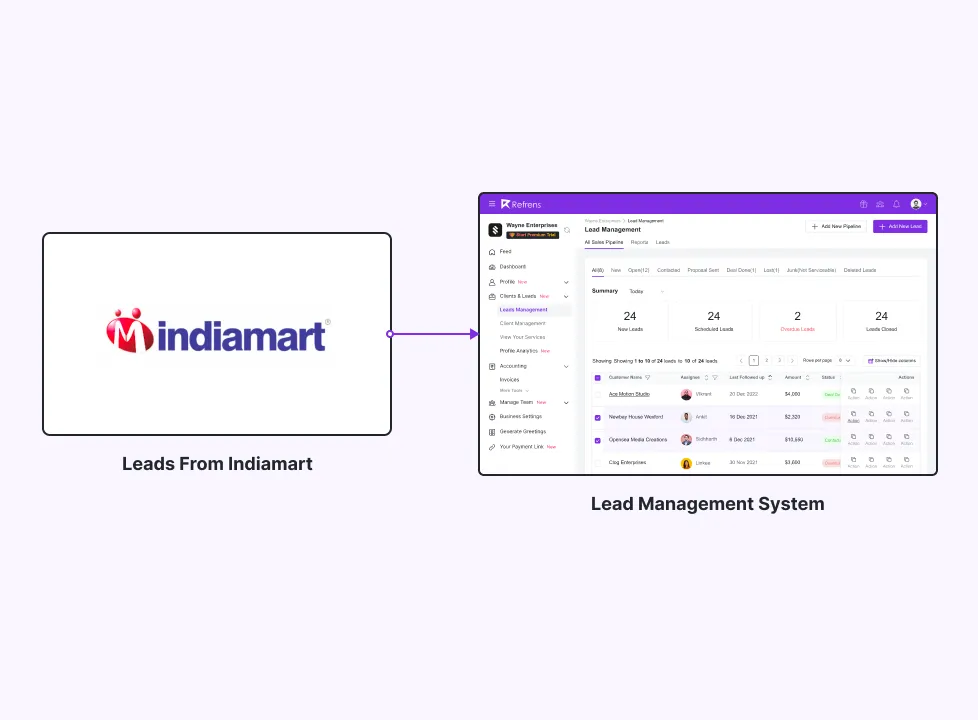 indiamart
Leads From Indiamart
Refrens
Wayne Enterprises
Start Premium Trial
Feed
Dashboard
Profile New
Clients & Leads New
Leads Management
Client Management
View Your Services
Profile Analytics New
Accounting
Invoices
More Tools
Manage Team New
Business Settings
Generate Greetings
Your Payment Link New
Wayne Enterprises > Lead Management
Lead Management
+ Add New Pipeline
+ Add New Lead
All Sales Pipeline Reports Leads
All(8) New Open(12) Contacted Proposal Sent Deal Done(1) Lost(1) Junk(Not Serviceable) Deleted Leads
Summary Today
24 24 2 24
New Leads Scheduled Leads Overdue Leads Leads Closed
Showing Showing 1 to 10 of 24 leads to 10 of 24 leads.
1 2 3
Rows per page
Show/Hide columns
Customer Name Assignee Last Followed up Amount Status Actions
Ace Motion Studio Vikrant 20 Dec 2022 $4,000
Action Action Action Action
Newbay House Wexford Ankit 16 Dec 2021 $2,320
Action Action Action Action
Opensea Media Creations Siddharth 6 Dec 2021 $10,550
Action Action Action Action
Ctog Enterprises 30 Nov 2021 $3,600
Action Action Action Action
Lead Management System